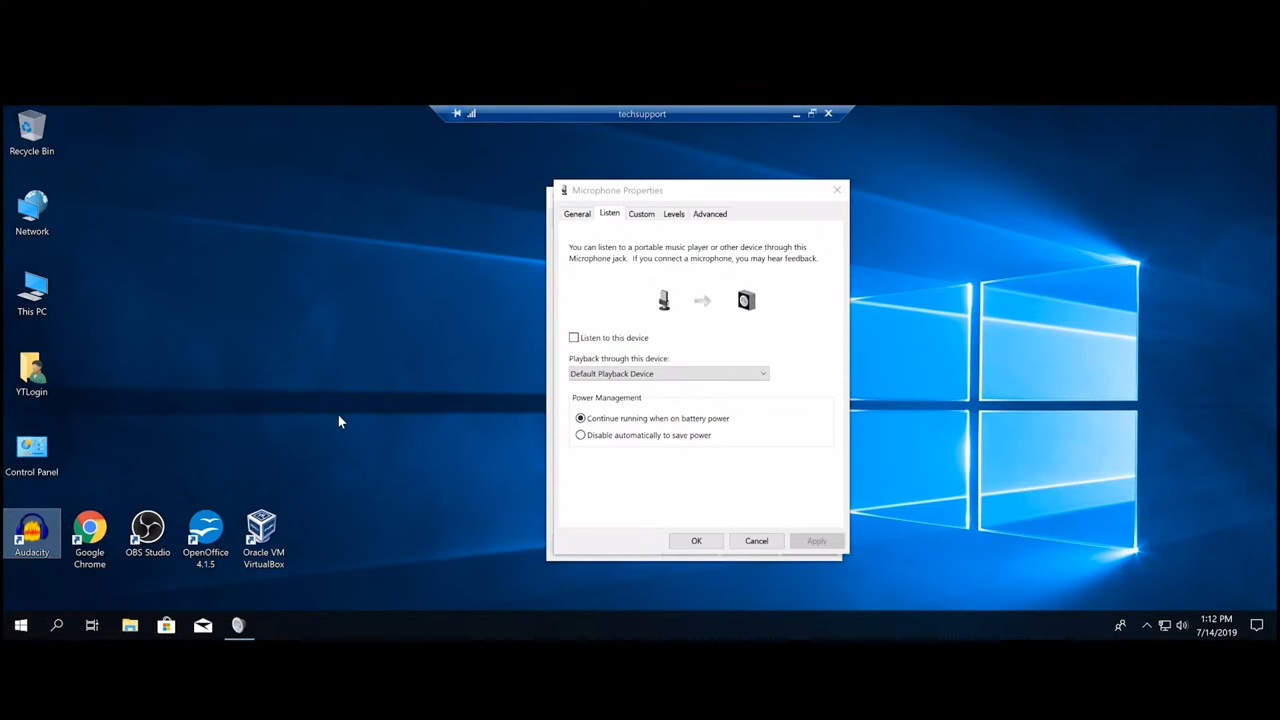 techsupport
Recycle Bin
Network
This PC
YTLogin
Control Panel
Audacity
Google
Chrome
OBS Studio
OpenOffice
4.1.5
Oracle VM
VirtualBox
Microphone Properties
General Listen Custom Levels Advanced
You can listen to a portable music player or other device through this
Microphone jack. If you connect a microphone, you may hear feedback.
Listen to this device
Playback through this device:
Default Playback Device
Power Management
Continue running when on battery power
Disable automatically to save power
OK Cancel Apply
1:12 PM
7/14/2019